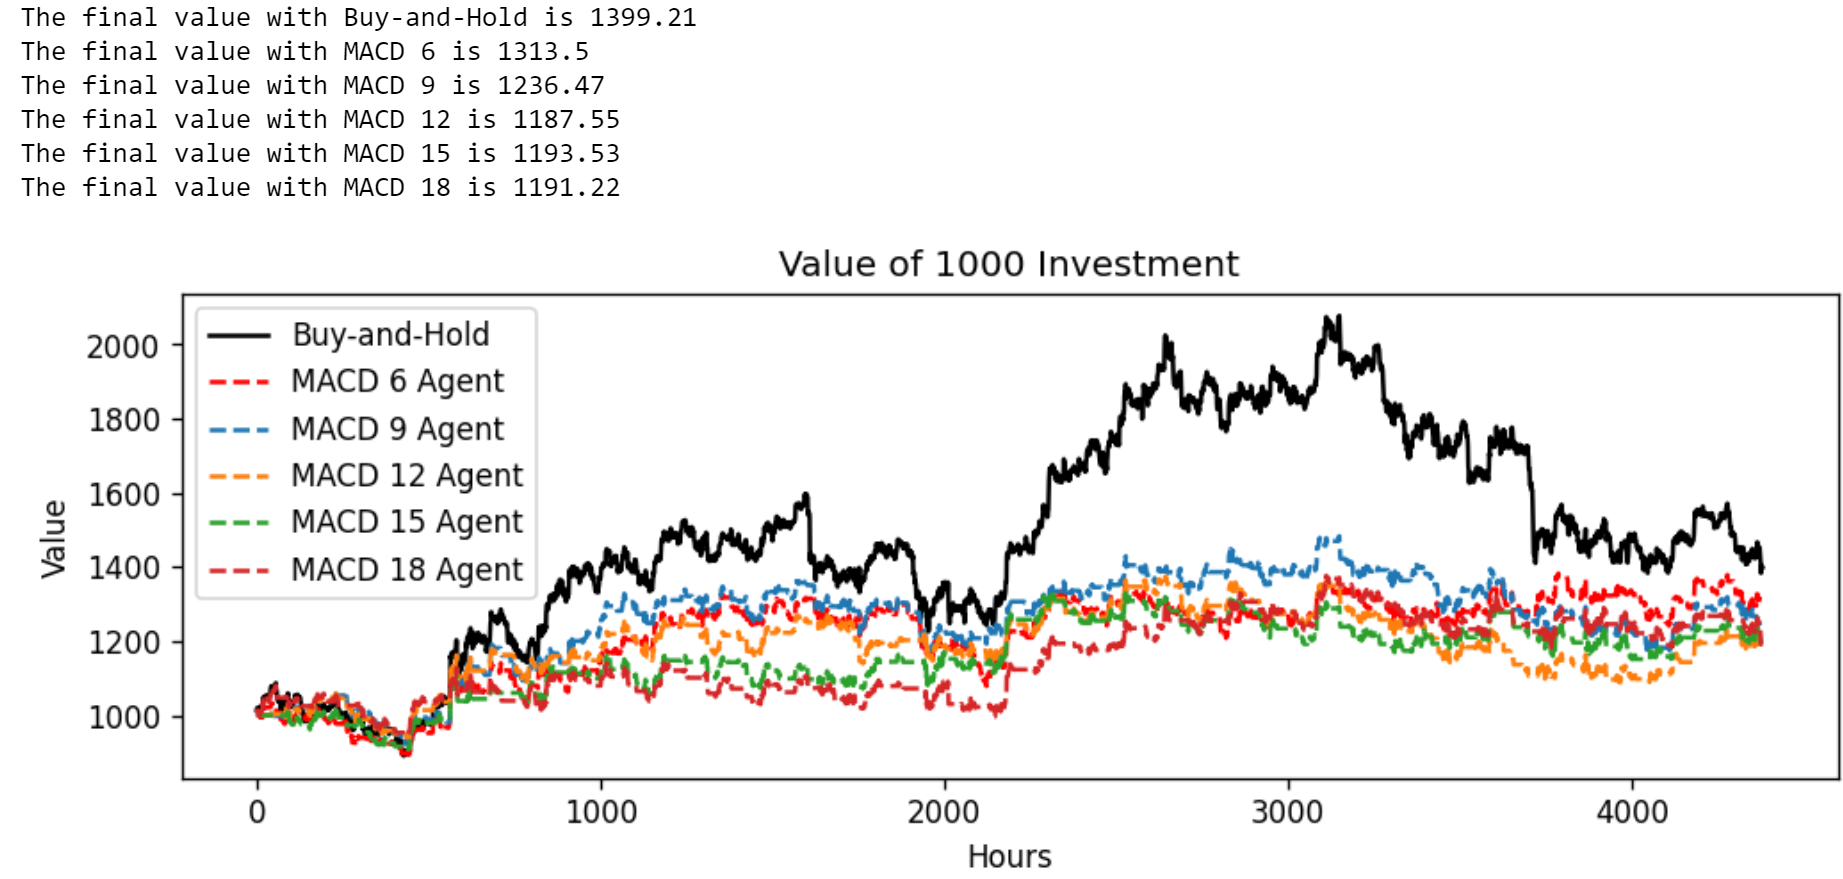 The final value with Buy-and-Hold is 1399.21
The final value with MACD 6 is 1313.5
The final value with MACD 9 is 1236.47
The final value with MACD 12 is 1187.55
The final value with MACD 15 is 1193.53
The final value with MACD 18 is 1191.22
Value of 1000 Investment
Buy-and-Hold
MACD 6 Agent
MACD 9 Agent
MACD 12 Agent
MACD 15 Agent
MACD 18 Agent
Value
2000
1800
1600
1400
1200
1000
0 1000 2000 3000 4000
Hours